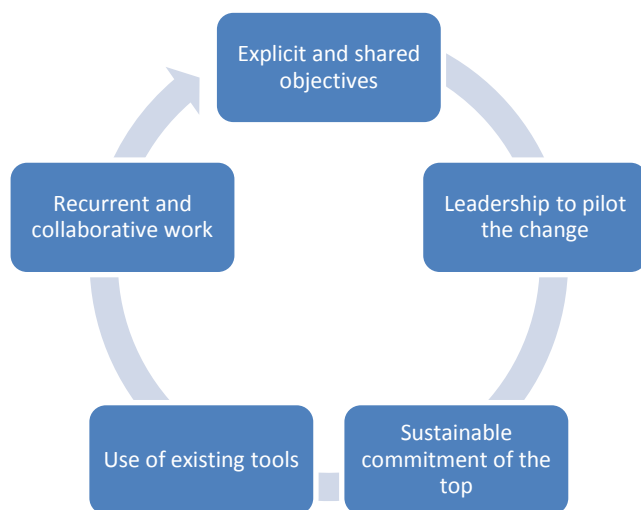 Explicit and shared
objectives
Leadership to pilot
the change
Sustainable
commitment of the
top
Use of existing tools
Recurrent and
collaborative work